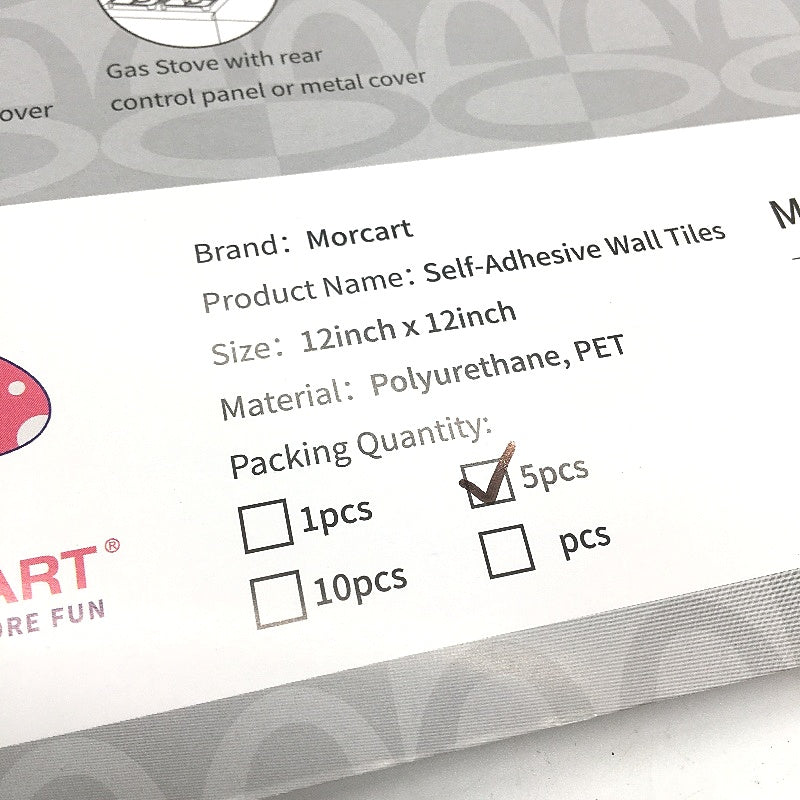 Gas Stove with rear
control panel or metal cover
over
Brand: Morcart
Product Name: Self-Adhesive Wall Tiles
Size: 12inch x 12inch
Material: Polyurethane, PET
Packing Quantity:
1pcs
5pcs
10pcs
pcs
ART®
ORE FUN
M